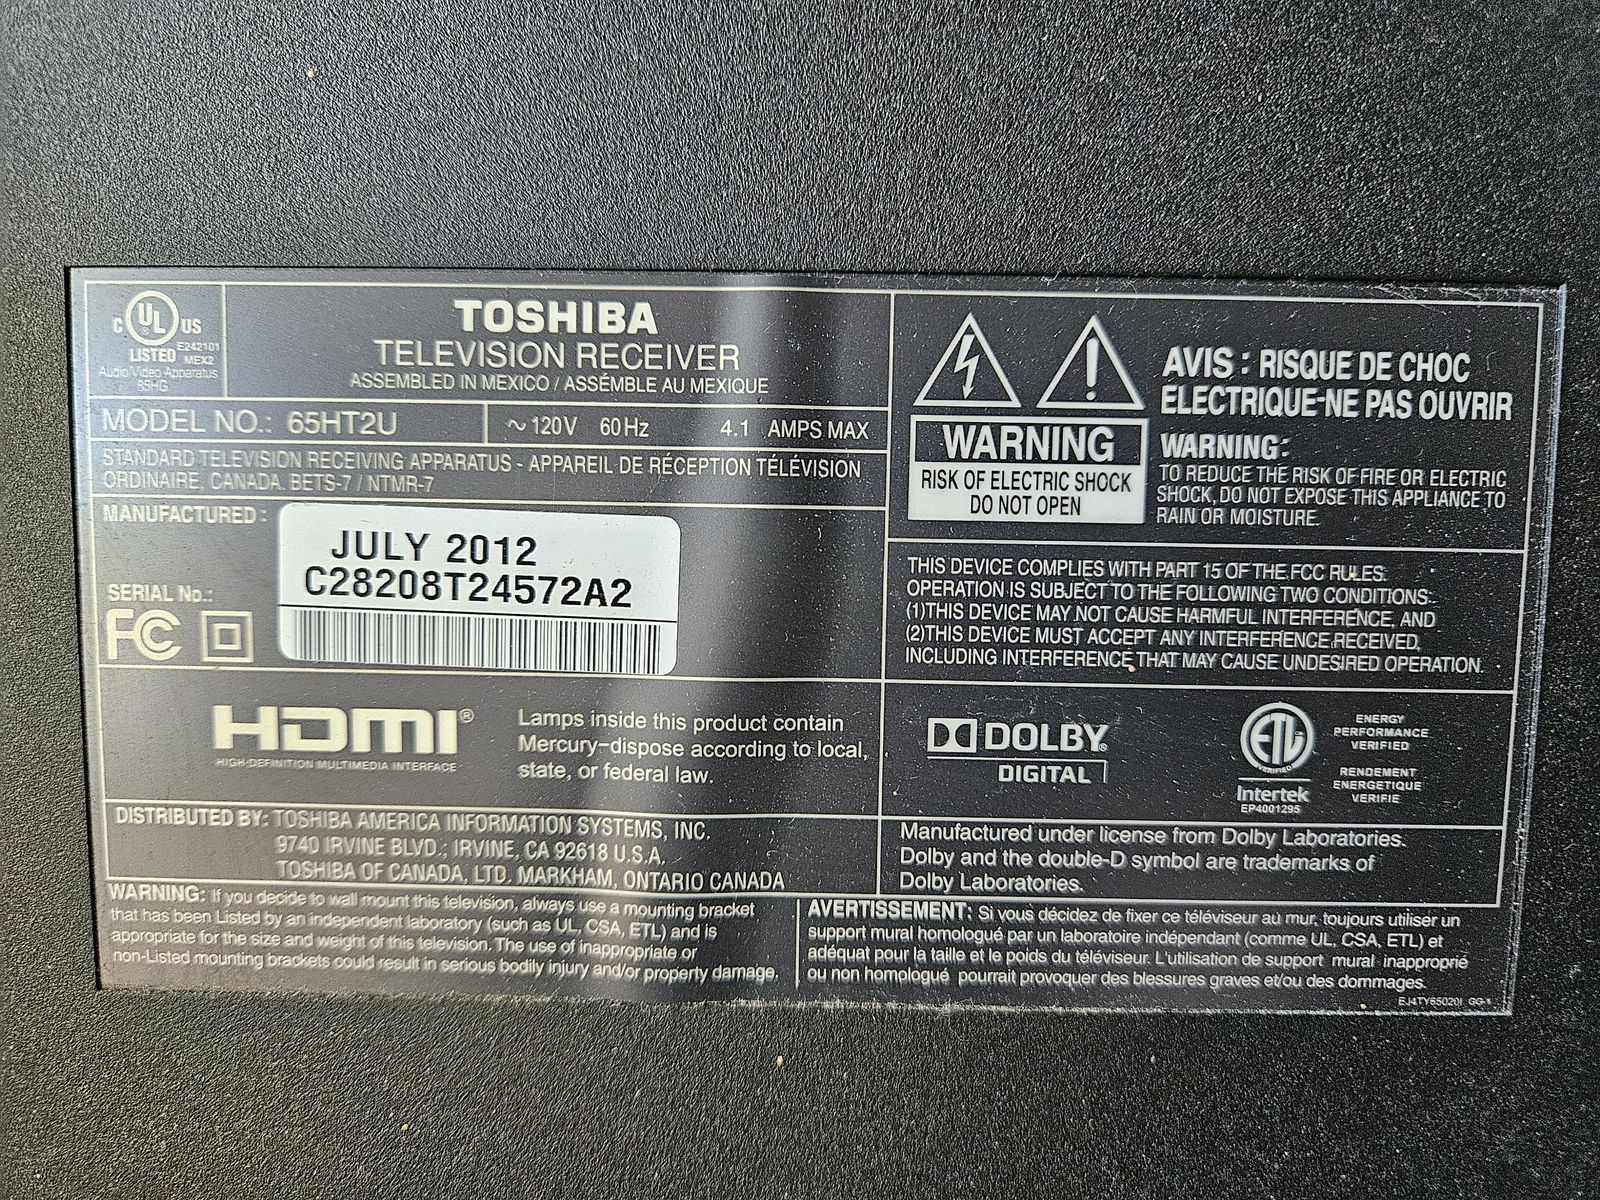 C UL US
LISTED E242101
MEX2
Audio/Video Apparatus
85HG
TOSHIBA
TELEVISION RECEIVER
ASSEMBLED IN MEXICO / ASSÉMBLE AU MEXIQUE
MODEL NO.: 65HT2U
~ 120V 60Hz 4.1 AMPS MAX
STANDARD TELEVISION RECEIVING APPARATUS - APPAREIL DE RÉCEPTION TÉLÉVISION
ORDINAIRE, CANADA. BETS-7 / NTMR-7
MANUFACTURED:
JULY 2012
C28208T24572A2
SERIAL No.:
FC
HDMI®
HIGH-DEFINITION MULTIMEDIA INTERFACE
Lamps inside this product contain
Mercury-dispose according to local,
state, or federal law.
DISTRIBUTED BY: TOSHIBA AMERICA INFORMATION SYSTEMS, INC.
9740 IRVINE BLVD.; IRVINE, CA 92618 U.S.A.
TOSHIBA OF CANADA, LTD. MARKHAM, ONTARIO CANADA
WARNING: If you decide to wall mount this television, always use a mounting bracket
that has been Listed by an independent laboratory (such as UL, CSA, ETL) and is
appropriate for the size and weight of this television. The use of inappropriate or
non-Listed mounting brackets could result in serious bodily injury and/or property damage.
AVIS : RISQUE DE CHOC
ÉLECTRIQUE-NE PAS OUVRIR
WARNING
RISK OF ELECTRIC SHOCK
DO NOT OPEN
WARNING:
TO REDUCE THE RISK OF FIRE OR ELECTRIC
SHOCK, DO NOT EXPOSE THIS APPLIANCE TO
RAIN OR MOISTURE.
THIS DEVICE COMPLIES WITH PART 15 OF THE FCC RULES.
OPERATION IS SUBJECT TO THE FOLLOWING TWO CONDITIONS:
(1)THIS DEVICE MAY NOT CAUSE HARMFUL INTERFERENCE, AND
(2)THIS DEVICE MUST ACCEPT ANY INTERFERENCE RECEIVED,
INCLUDING INTERFERENCE THAT MAY CAUSE UNDESIRED OPERATION.
DOLBY®
DIGITAL
ETL
VERIFIED
Intertek
EP4001295
ENERGY
PERFORMANCE
VERIFIED
RENDEMENT
ENERGETIQUE
VERIFIE
Manufactured under license from Dolby Laboratories.
Dolby and the double-D symbol are trademarks of
Dolby Laboratories.
AVERTISSEMENT: Si vous décidez de fixer ce téléviseur au mur, toujours utiliser un
support mural homologué par un laboratoire indépendant (comme UL, CSA, ETL) et
adéquat pour la taille et le poids du téléviseur. L'utilisation de support mural inapproprié
ou non homologué pourrait provoquer des blessures graves et/ou des dommages.
EJ4TY65020I GG-1